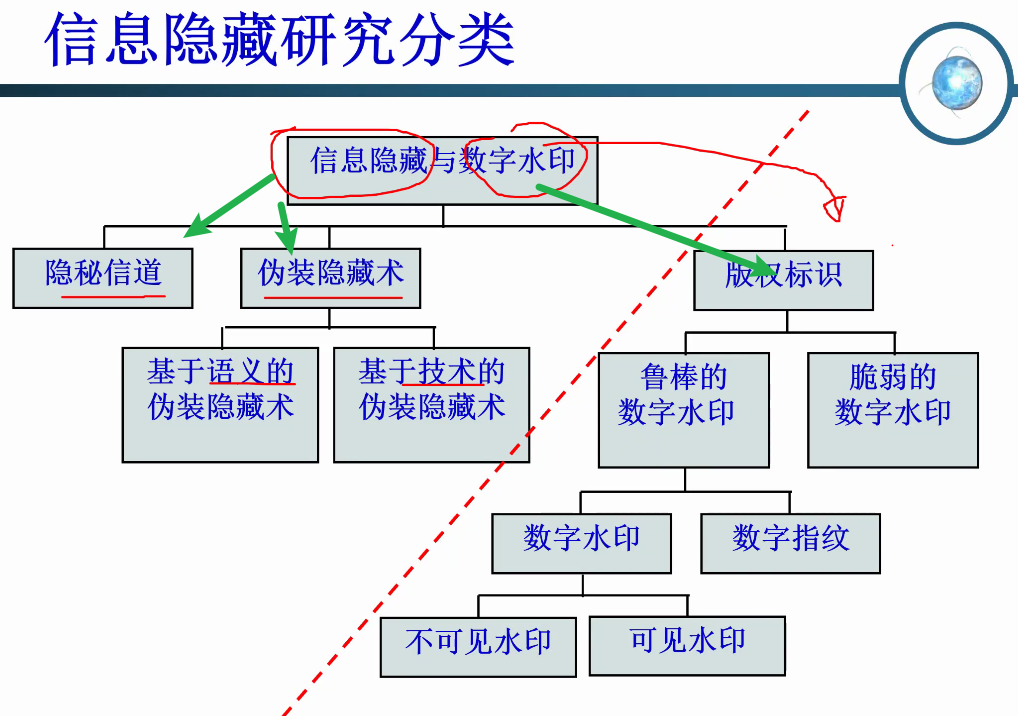 信息隐藏研究分类
信息隐藏与数字水印
隐秘信道
伪装隐藏术
版权标识
基于语义的
伪装隐藏术
基于技术的
伪装隐藏术
鲁棒的
数字水印
脆弱的
数字水印
数字水印
数字指纹
不可见水印
可见水印